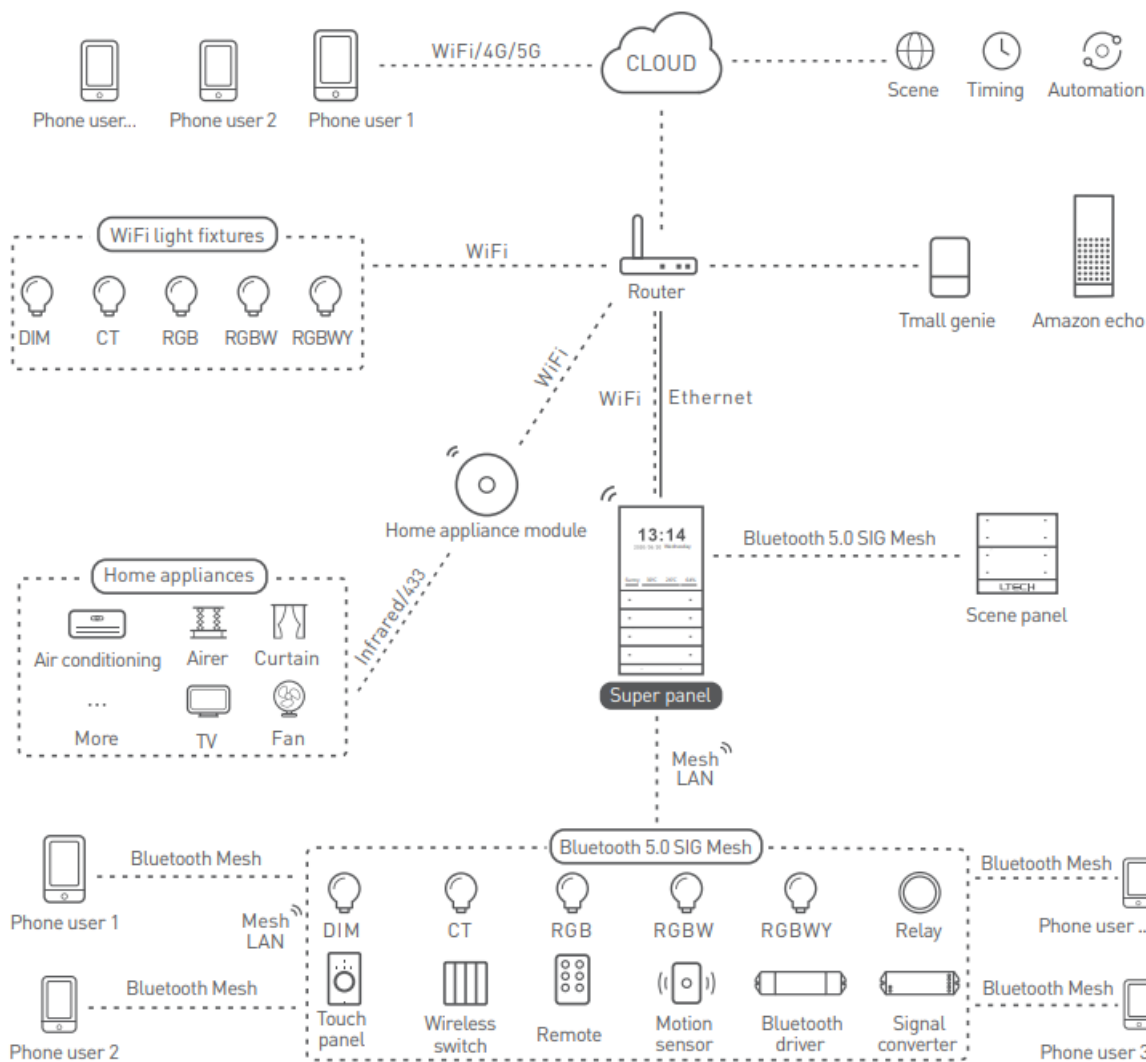 WiFi/4G/5G
CLOUD
Scene
Timing
Automation
Phone user...
Phone user 2
Phone user 1
WiFi light fixtures
WiFi
DIM
CT
RGB
RGBW
RGBWY
Router
Tmall genie
Amazon echo
WiFi
WiFi
Ethernet
Home appliance module
13:14
Wednesday
Bluetooth 5.0 SIG Mesh
LTECH
Scene panel
Home appliances
Air conditioning
Airer
Curtain
...
More
TV
Fan
Infrared/433
Super panel
Mesh
LAN
Bluetooth 5.0 SIG Mesh
Bluetooth Mesh
Phone user 1
Mesh
LAN
DIM
CT
RGB
RGBW
RGBWY
Relay
Bluetooth Mesh
Phone user ...
Bluetooth Mesh
Phone user 2
Touch
panel
Wireless
switch
Remote
Motion
sensor
Bluetooth
driver
Signal
converter
Bluetooth Mesh
Phone user